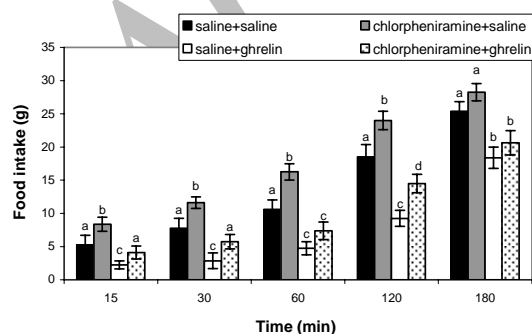 saline+saline chlorpheniramine+saline
saline+ghrelin chlorpheniramine+ghrelin
Food intake (g)
35
30
25
20
15
10
5
0
a b c a
a b c a
a b c c
a b c d
a a b b
15 30 60 120 180
Time (min)